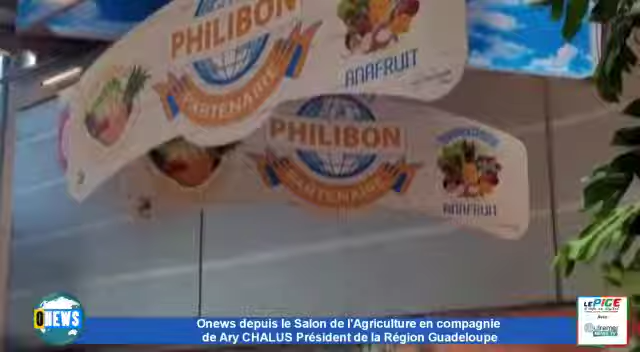 PHILIBON
PARTENAIRE
ANAFRUIT
PHILIBON
PARTENAIRE
ANAFRUIT
ONEWS
Onews depuis le Salon de l'Agriculture en compagnie
de Ary CHALUS Président de la Région Guadeloupe
LE PIGE
Avec